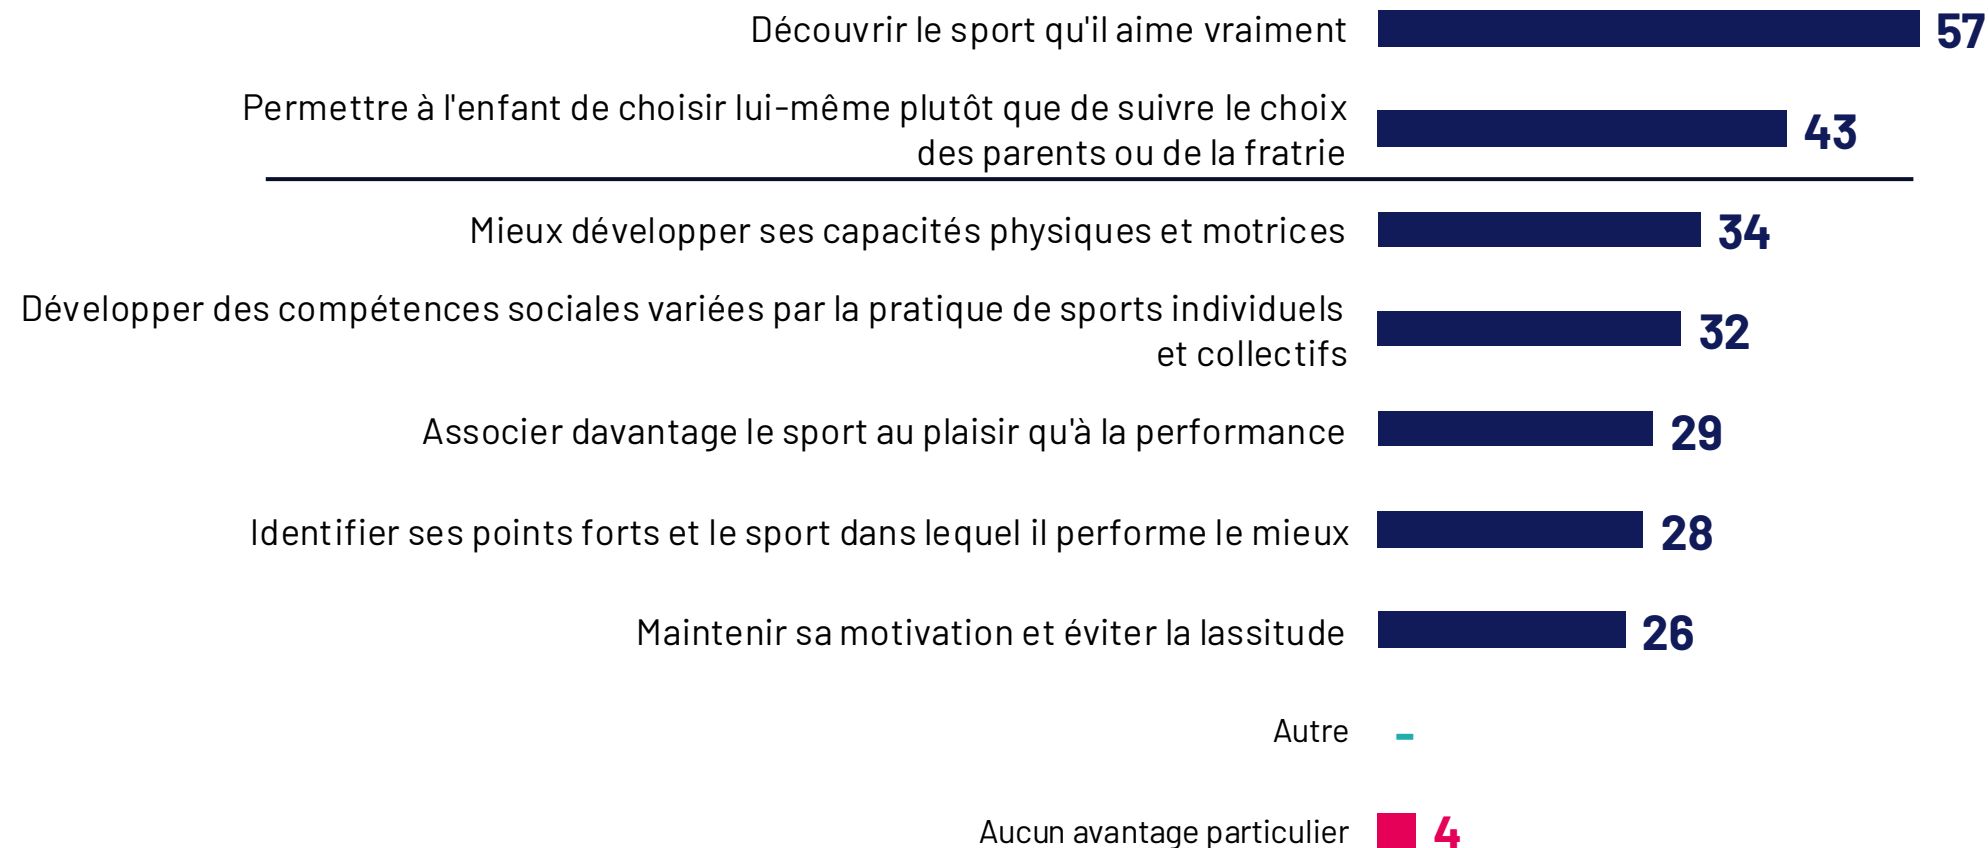 Découvrir le sport qu'il aime vraiment 57
Permettre à l'enfant de choisir lui-même plutôt que de suivre le choix
des parents ou de la fratrie 43
Mieux développer ses capacités physiques et motrices 34
Développer des compétences sociales variées par la pratique de sports individuels
et collectifs 32
Associer davantage le sport au plaisir qu'à la performance 29
Identifier ses points forts et le sport dans lequel il performe le mieux 28
Maintenir sa motivation et éviter la lassitude 26
Autre -
Aucun avantage particulier 4